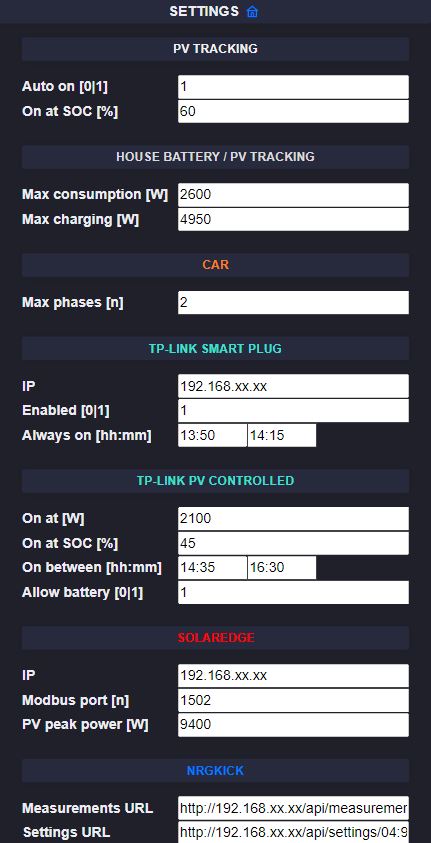 SETTINGS
PV TRACKING
Auto on [0|1] 1
On at SOC [%] 60
HOUSE BATTERY / PV TRACKING
Max consumption [W] 2600
Max charging [W] 4950
CAR
Max phases [n] 2
TP-LINK SMART PLUG
IP 192.168.xx.xx
Enabled [0|1] 1
Always on [hh:mm] 13:50 14:15
TP-LINK PV CONTROLLED
On at [W] 2100
On at SOC [%] 45
On between [hh:mm] 14:35 16:30
Allow battery [0|1] 1
SOLAREDGE
IP 192.168.xx.xx
Modbus port [n] 1502
PV peak power [W] 9400
NRGKICK
Measurements URL http://192.168.xx.xx/api/measuremer
Settings URL http://192.168.xx.xx/api/settings/04:9